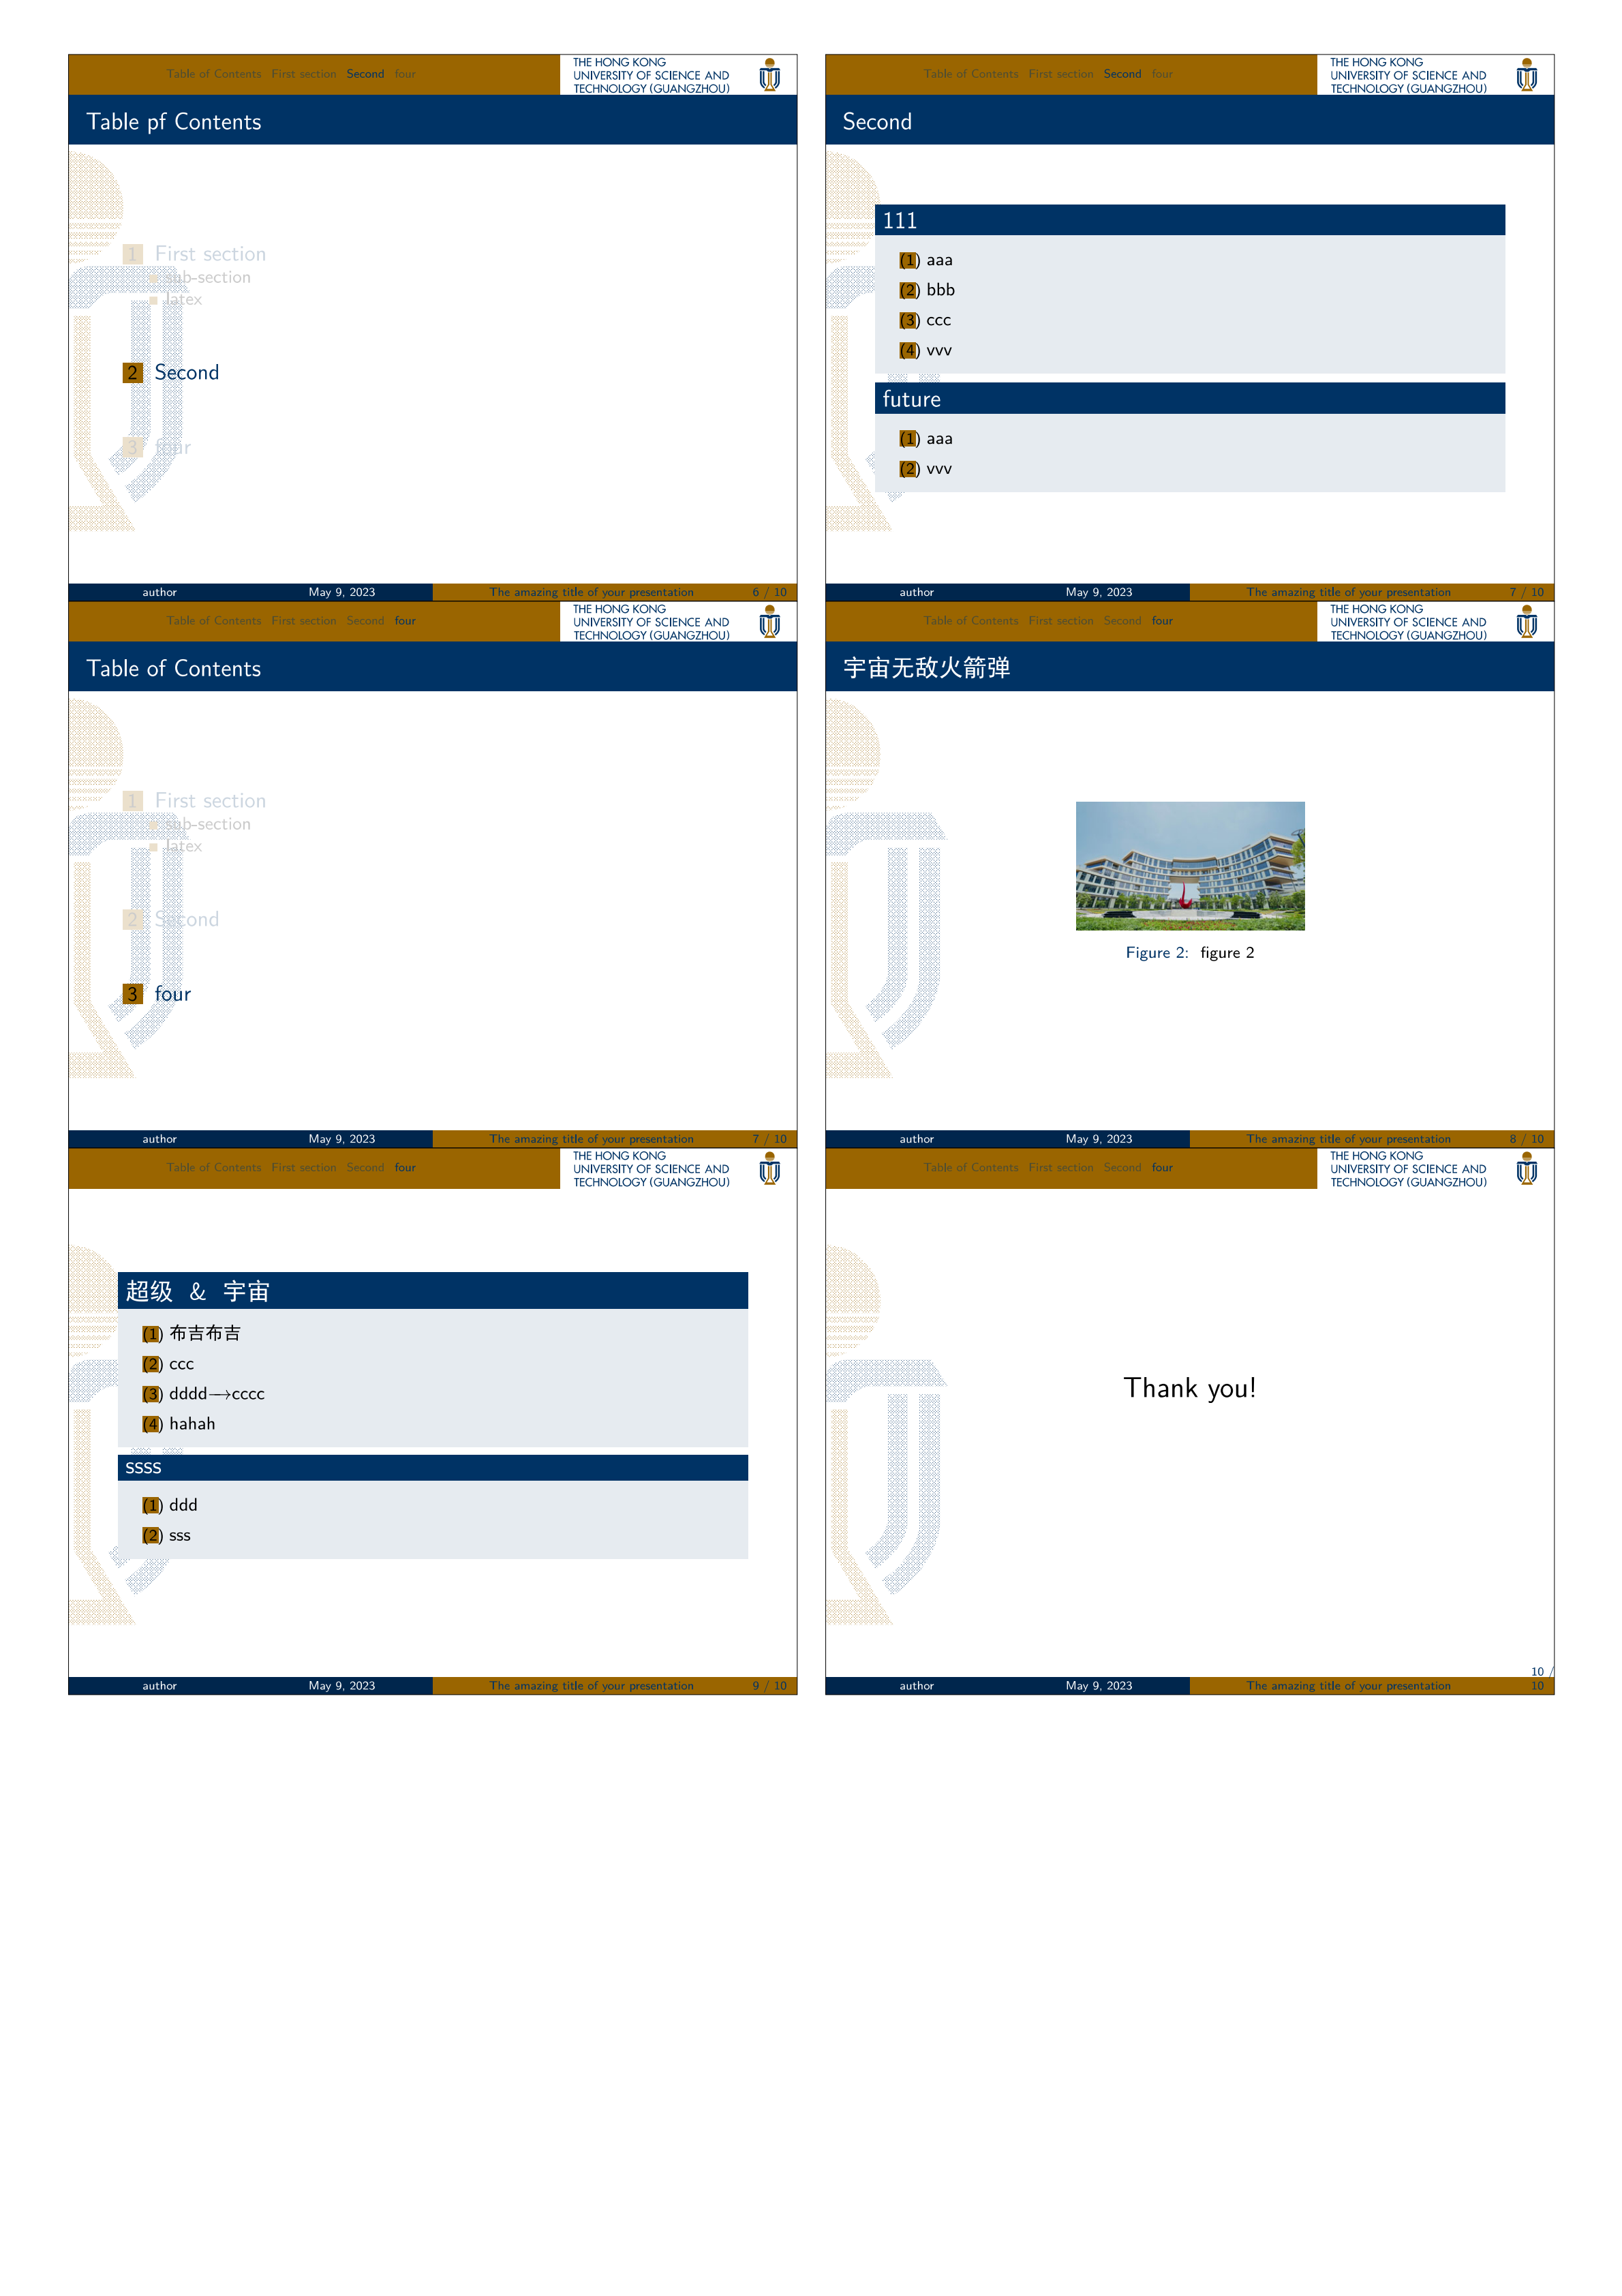 Table of Contents First section Second four
THE HONG KONG
UNIVERSITY OF SCIENCE AND
TECHNOLOGY (GUANGZHOU)
Table pf Contents
1 First section
sub-section
latex
2 Second
3 four
author May 9, 2023 The amazing title of your presentation 6 / 10
Table of Contents First section Second four
THE HONG KONG
UNIVERSITY OF SCIENCE AND
TECHNOLOGY (GUANGZHOU)
Second
111
(1) aaa
(2) bbb
(3) ccc
(4) vvv
future
(1) aaa
(2) vvv
author May 9, 2023 The amazing title of your presentation 7 / 10
Table of Contents First section Second four
THE HONG KONG
UNIVERSITY OF SCIENCE AND
TECHNOLOGY (GUANGZHOU)
Table of Contents
1 First section
sub-section
latex
2 Second
3 four
author May 9, 2023 The amazing title of your presentation 7 / 10
Table of Contents First section Second four
THE HONG KONG
UNIVERSITY OF SCIENCE AND
TECHNOLOGY (GUANGZHOU)
宇宙无敌火箭弹
Figure 2: figure 2
author May 9, 2023 The amazing title of your presentation 8 / 10
Table of Contents First section Second four
THE HONG KONG
UNIVERSITY OF SCIENCE AND
TECHNOLOGY (GUANGZHOU)
超级 & 宇宙
(1) 布吉布吉
(2) ccc
(3) dddd→cccc
(4) hahah
ssss
(1) ddd
(2) sss
author May 9, 2023 The amazing title of your presentation 9 / 10
Table of Contents First section Second four
THE HONG KONG
UNIVERSITY OF SCIENCE AND
TECHNOLOGY (GUANGZHOU)
Thank you!
10 /
author May 9, 2023 The amazing title of your presentation 10